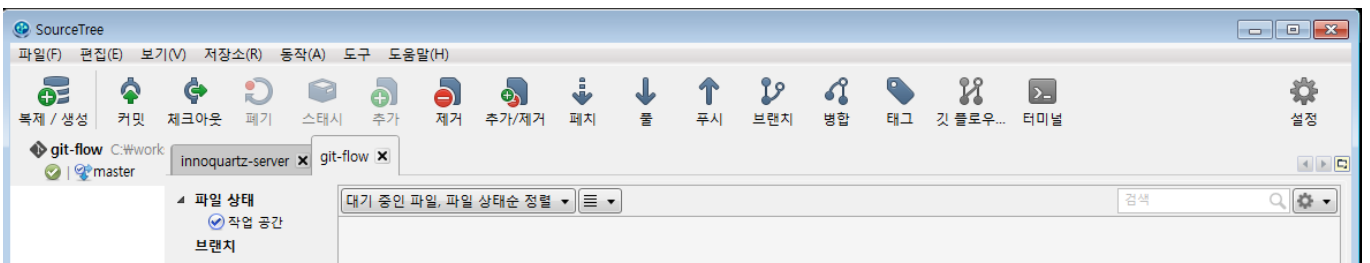 SourceTree
파일(F) 편집(E) 보기(V) 저장소(R) 동작(A) 도구 도움말(H)
복제 / 생성 커밋 체크아웃 폐기 스태시 추가 제거 추가/제거 페치 풀 푸시 브랜치 병합 태그 깃 플로우... 터미널 설정
git-flow C:₩work
master
innoquartz-server git-flow
파일 상태
작업 공간
브랜치
대기 중인 파일, 파일 상태순 정렬
검색